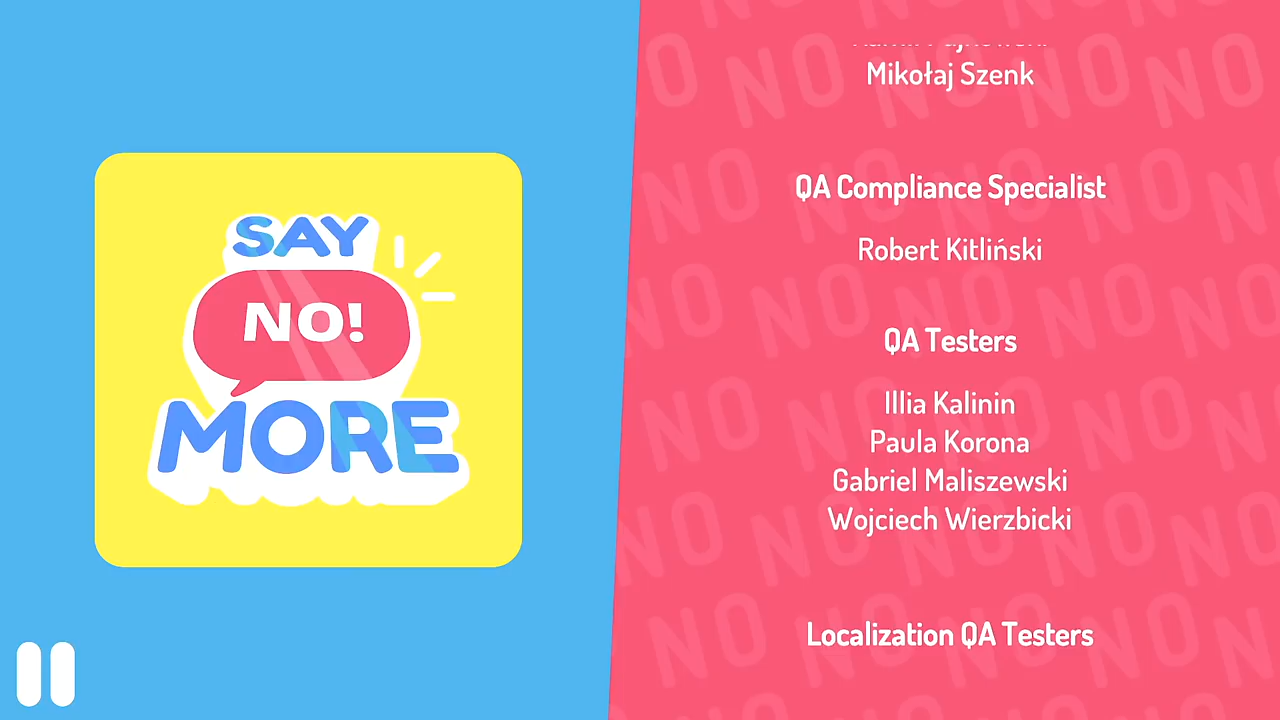 SAY
NO!
MORE
Mikołaj Szenk
QA Compliance Specialist
Robert Kitliński
QA Testers
Illia Kalinin
Paula Korona
Gabriel Maliszewski
Wojciech Wierzbicki
Localization QA Testers